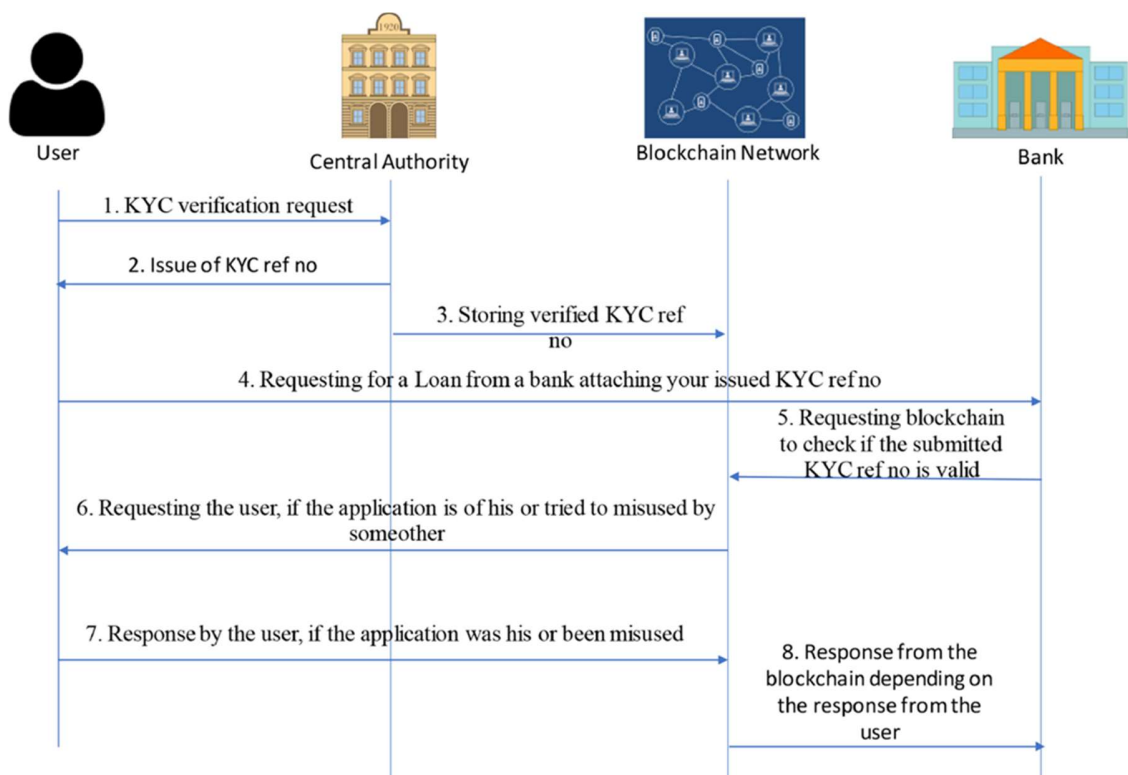 1920
User
Central Authority
Blockchain Network
Bank
1. KYC verification request
2. Issue of KYC ref no
3. Storing verified KYC ref
no
4. Requesting for a Loan from a bank attaching your issued KYC ref no
5. Requesting blockchain
to check if the submitted
KYC ref no is valid
6. Requesting the user, if the application is of his or tried to misused by
someother
7. Response by the user, if the application was his or been misused
8. Response from the
blockchain depending on
the response from the
user